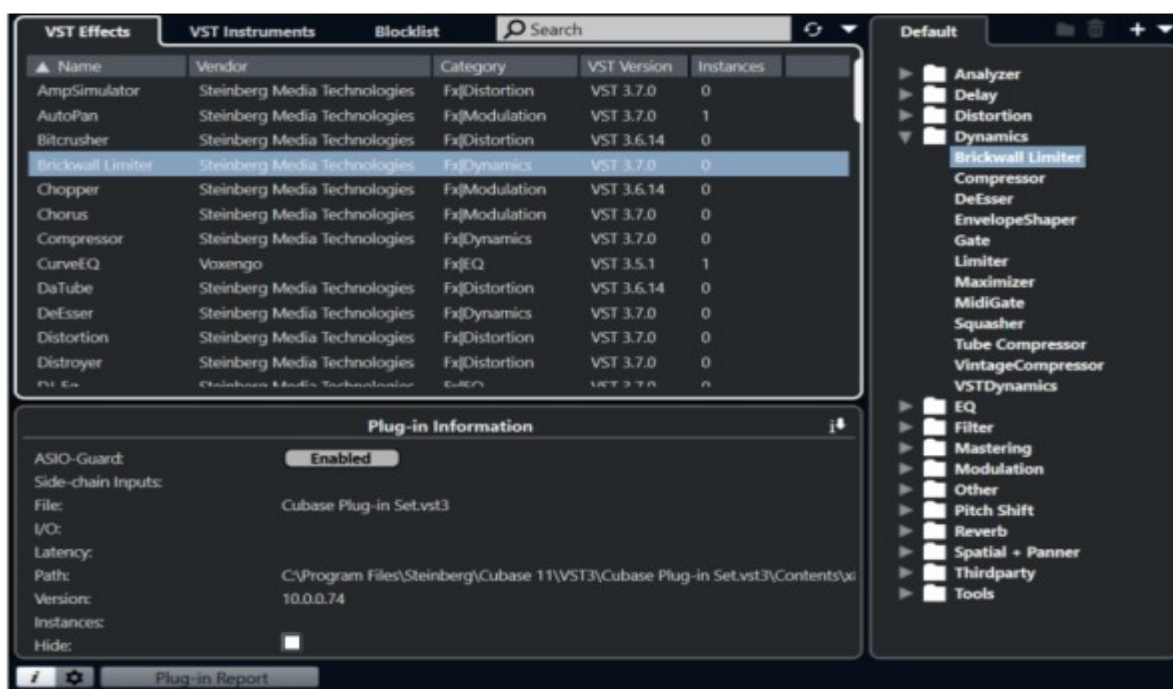 VST Effects VST Instruments Blocklist Search
Name Vendor Category VST Version Instances
AmpSimulator Steinberg Media Technologies Fx|Distortion VST 3.7.0 0
AutoPan Steinberg Media Technologies Fx|Modulation VST 3.7.0 1
Bitcrusher Steinberg Media Technologies Fx|Distortion VST 3.6.14 0
Brickwall Limiter Steinberg Media Technologies Fx|Dynamics VST 3.7.0 0
Chopper Steinberg Media Technologies Fx|Modulation VST 3.6.14 0
Chorus Steinberg Media Technologies Fx|Modulation VST 3.7.0 0
Compressor Steinberg Media Technologies Fx|Dynamics VST 3.7.0 0
CurveEQ Voxengo Fx|EQ VST 3.5.1 1
DaTube Steinberg Media Technologies Fx|Distortion VST 3.6.14 0
DeEsser Steinberg Media Technologies Fx|Dynamics VST 3.7.0 0
Distortion Steinberg Media Technologies Fx|Distortion VST 3.7.0 0
Distroyer Steinberg Media Technologies Fx|Distortion VST 3.7.0 0
Steinberg Media Technologies Fx|EQ VST 3.7.0 0
Plug-in Information
ASIO-Guard: Enabled
Side-chain Inputs:
File: Cubase Plug-in Set.vst3
I/O:
Latency:
Path: C:\Program Files\Steinberg\Cubase 11\VST3\Cubase Plug-in Set.vst3\Contents\x
Version: 10.0.0.74
Instances:
Hide:
i Plug-in Report
Default
Analyzer
Delay
Distortion
Dynamics
Brickwall Limiter
Compressor
DeEsser
EnvelopeShaper
Gate
Limiter
Maximizer
MidiGate
Squasher
Tube Compressor
VintageCompressor
VSTDynamics
EQ
Filter
Mastering
Modulation
Other
Pitch Shift
Reverb
Spatial + Panner
Thirdparty
Tools